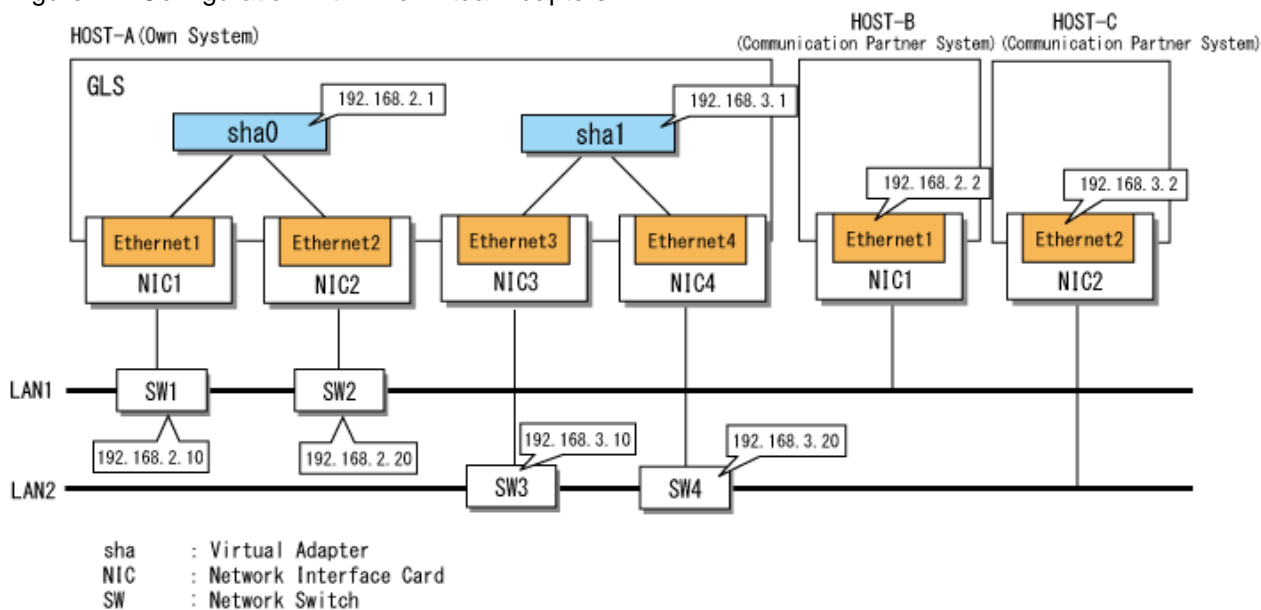 HOST-A(Own System)
HOST-B
(Communication Partner System)
HOST-C
(Communication Partner System)
GLS
192.168.2.1
192.168.3.1
sha0
sha1
192.168.2.2
192.168.3.2
Ethernet1
Ethernet2
Ethernet3
Ethernet4
Ethernet1
Ethernet2
NIC1
NIC2
NIC3
NIC4
NIC1
NIC2
LAN1
SW1
SW2
192.168.2.10
192.168.2.20
192.168.3.10
192.168.3.20
LAN2
SW3
SW4
sha : Virtual Adapter
NIC : Network Interface Card
SW : Network Switch